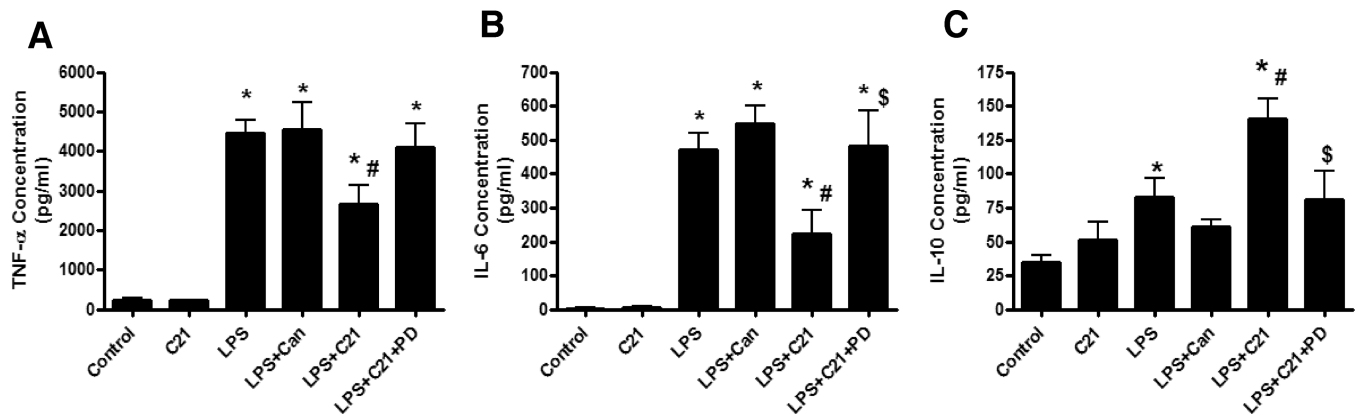 A
TNF-α Concentration
(pg/ml)
6000
5000
4000
3000
2000
1000
0
* * * # *
Control
C21
LPS
LPS+Can
LPS+C21
LPS+C21+PD
B
IL-6 Concentration
(pg/ml)
700
600
500
400
300
200
100
0
* * * # * $
Control
C21
LPS
LPS+Can
LPS+C21
LPS+C21+PD
C
IL-10 Concentration
(pg/ml)
175
150
125
100
75
50
25
0
* * # $
Control
C21
LPS
LPS+Can
LPS+C21
LPS+C21+PD